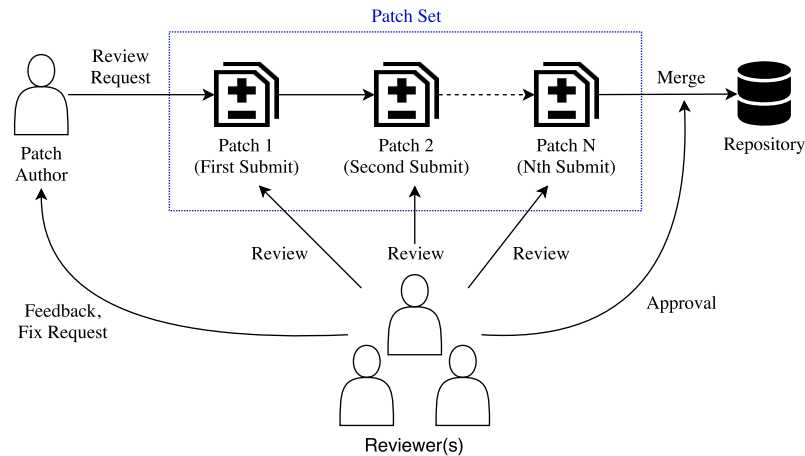 Patch Set
Review
Request
Merge
Patch
Author
Patch 1
(First Submit)
Patch 2
(Second Submit)
Patch N
(Nth Submit)
Repository
Review
Review
Review
Feedback,
Fix Request
Approval
Reviewer(s)